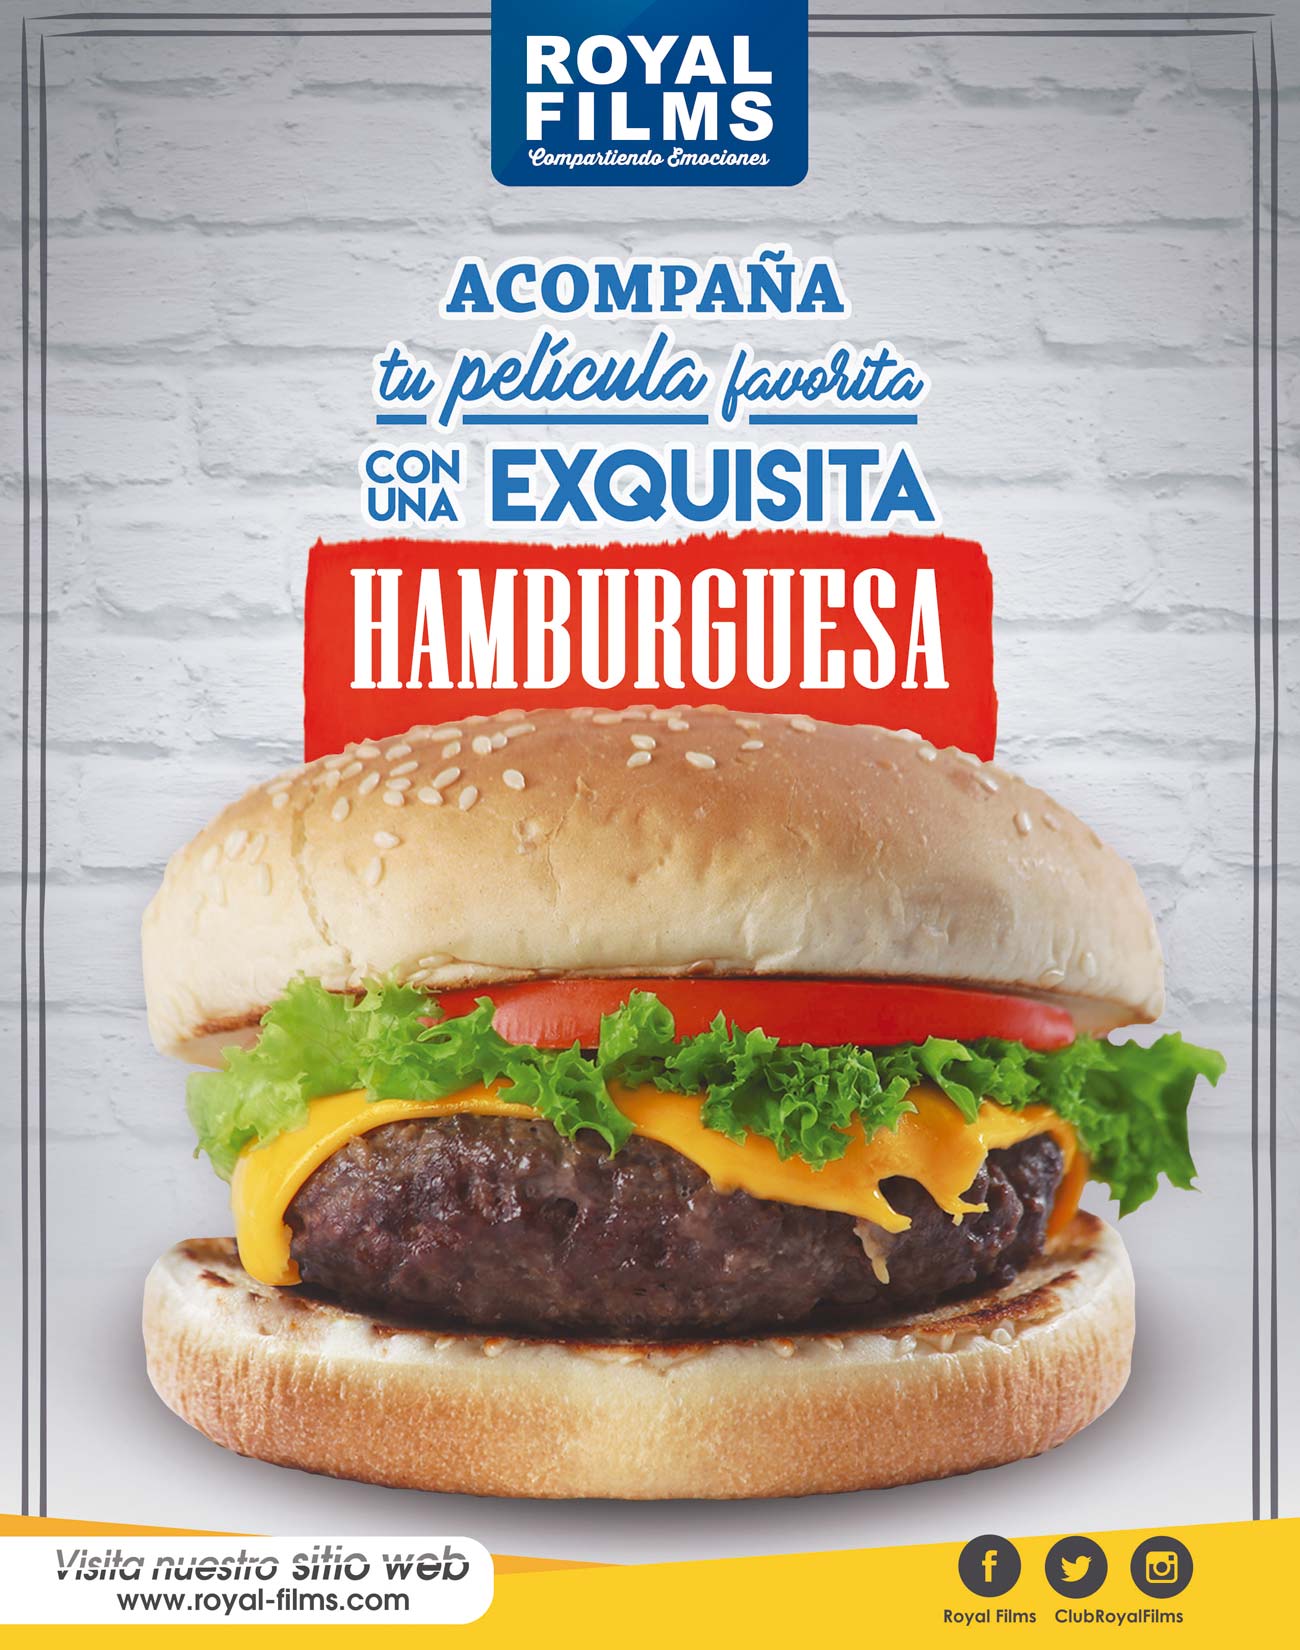 ROYAL
FILMS
Compartiendo Emociones
ACOMPAÑA
tu película favorita
CON
UNA EXQUISITA
HAMBURGUESA
Visita nuestro sitio web
www.royal-films.com
Royal Films ClubRoyalFilms